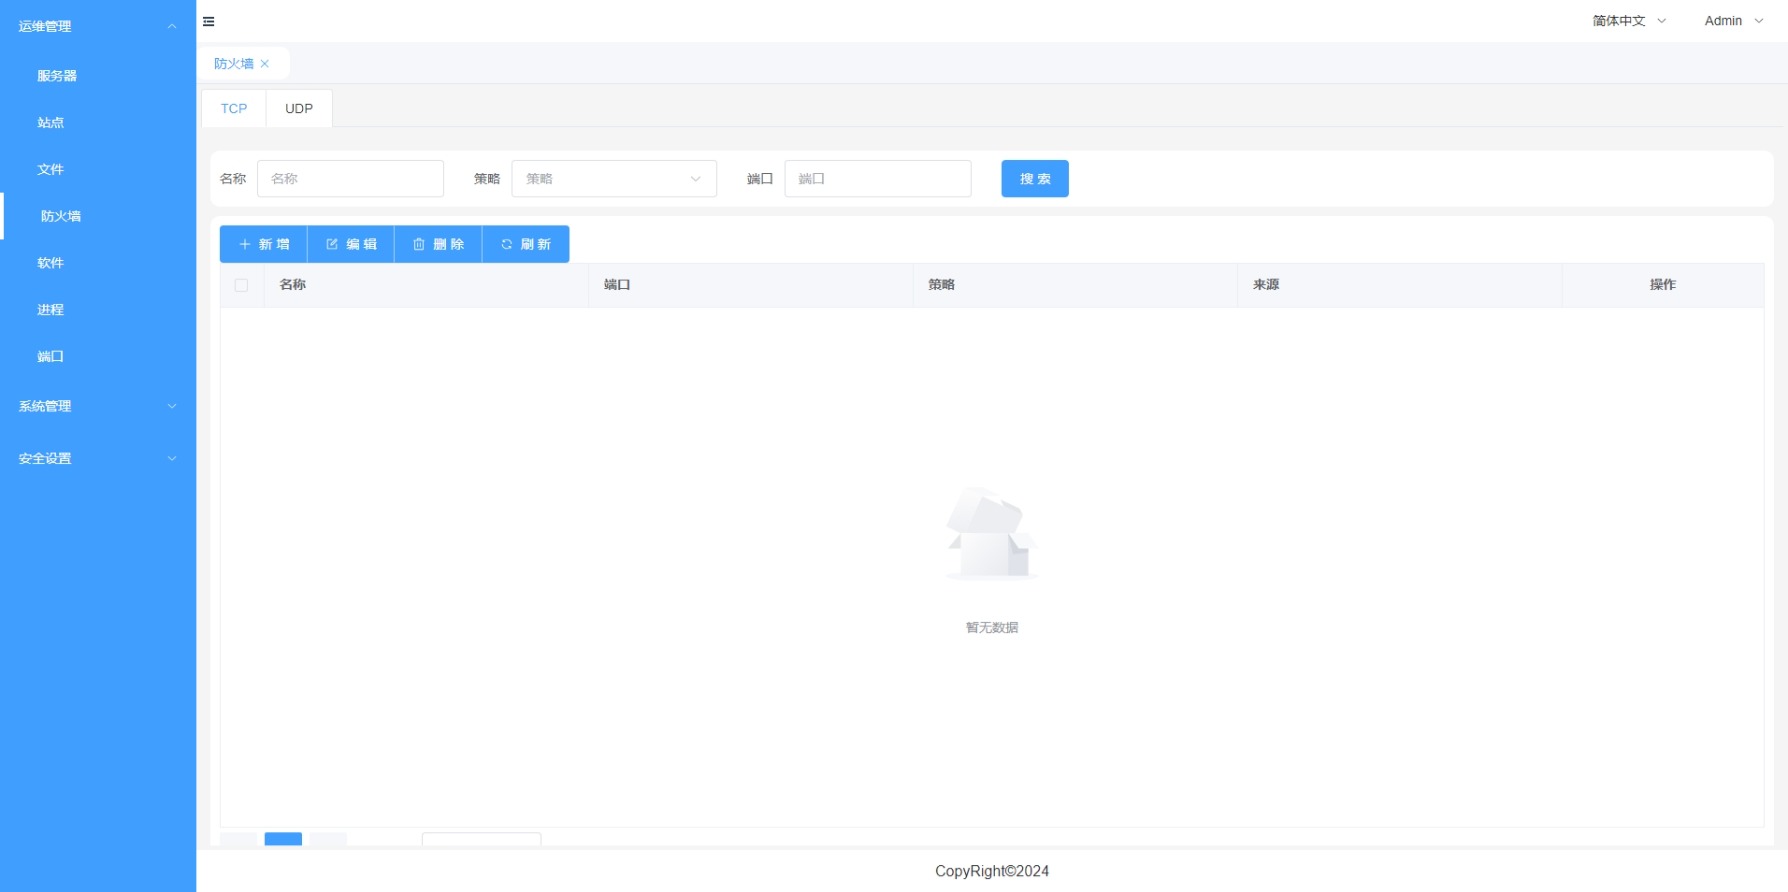 运维管理
服务器
站点
文件
防火墙
软件
进程
端口
系统管理
安全设置
简体中文 Admin
防火墙
TCP UDP
名称 名称 策略 策略 端口 端口 搜 索
新 增 编 辑 删 除 刷 新
名称 端口 策略 来源 操作
暂无数据
CopyRight©2024